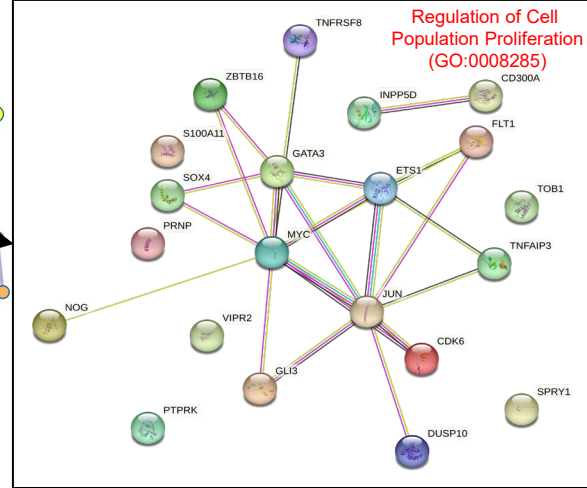 Regulation of Cell
Population Proliferation
(GO:0008285)
TNFRSF8
ZBTB16
CD300A
INPP5D
S100A11
FLT1
GATA3
ETS1
SOX4
TOB1
PRNP
MYC
TNFAIP3
JUN
NOG
VIPR2
CDK6
GLI3
SPRY1
PTPRK
DUSP10